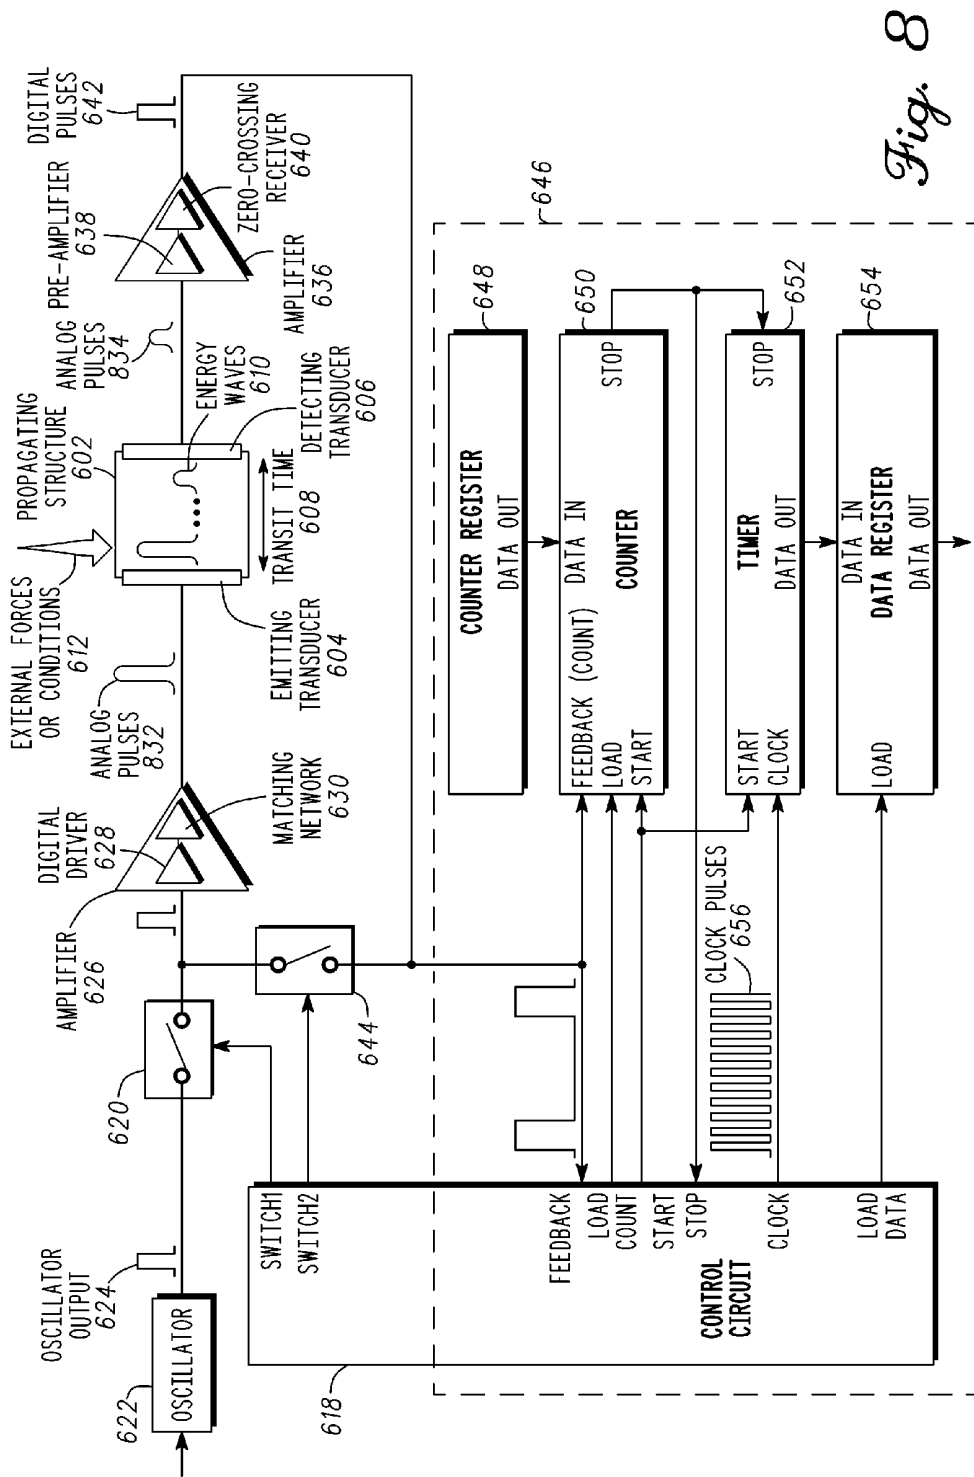 OSCILLATOR
OUTPUT
624
622
OSCILLATOR
620
AMPLIFIER
626
DIGITAL
DRIVER
628
MATCHING
NETWORK
630
644
EXTERNAL FORCES
OR CONDITIONS
612
ANALOG
PULSES
832
EMITTING
TRANSDUCER
604
PROPAGATING
STRUCTURE
602
TRANSIT TIME
608
ENERGY
WAVES
610
DETECTING
TRANSDUCER
606
ANALOG
PULSES
834
PRE-AMPLIFIER
638
AMPLIFIER
636
ZERO-CROSSING
RECEIVER
640
DIGITAL
PULSES
642
618
SWITCH1
SWITCH2
FEEDBACK
LOAD
COUNT
START
STOP
CLOCK
LOAD
DATA
CONTROL
CIRCUIT
CLOCK PULSES
656
646
COUNTER REGISTER
DATA OUT
648
FEEDBACK (COUNT)
LOAD
START
DATA IN
COUNTER
STOP
650
START
CLOCK
TIMER
DATA OUT
STOP
652
LOAD
DATA IN
DATA REGISTER
DATA OUT
654
Fig. 8